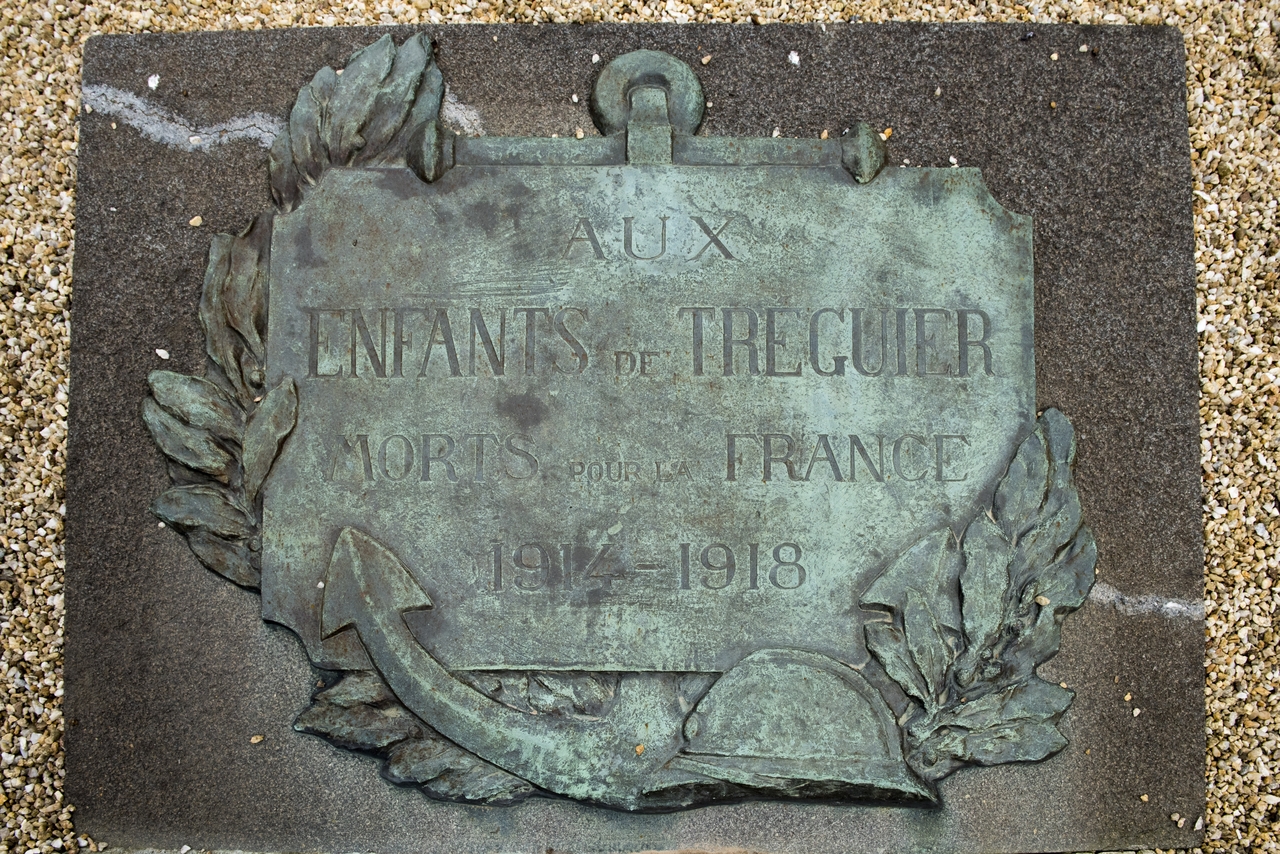 AUX
ENFANTS DE TREGUIER
MORTS POUR LA FRANCE
1914-1918